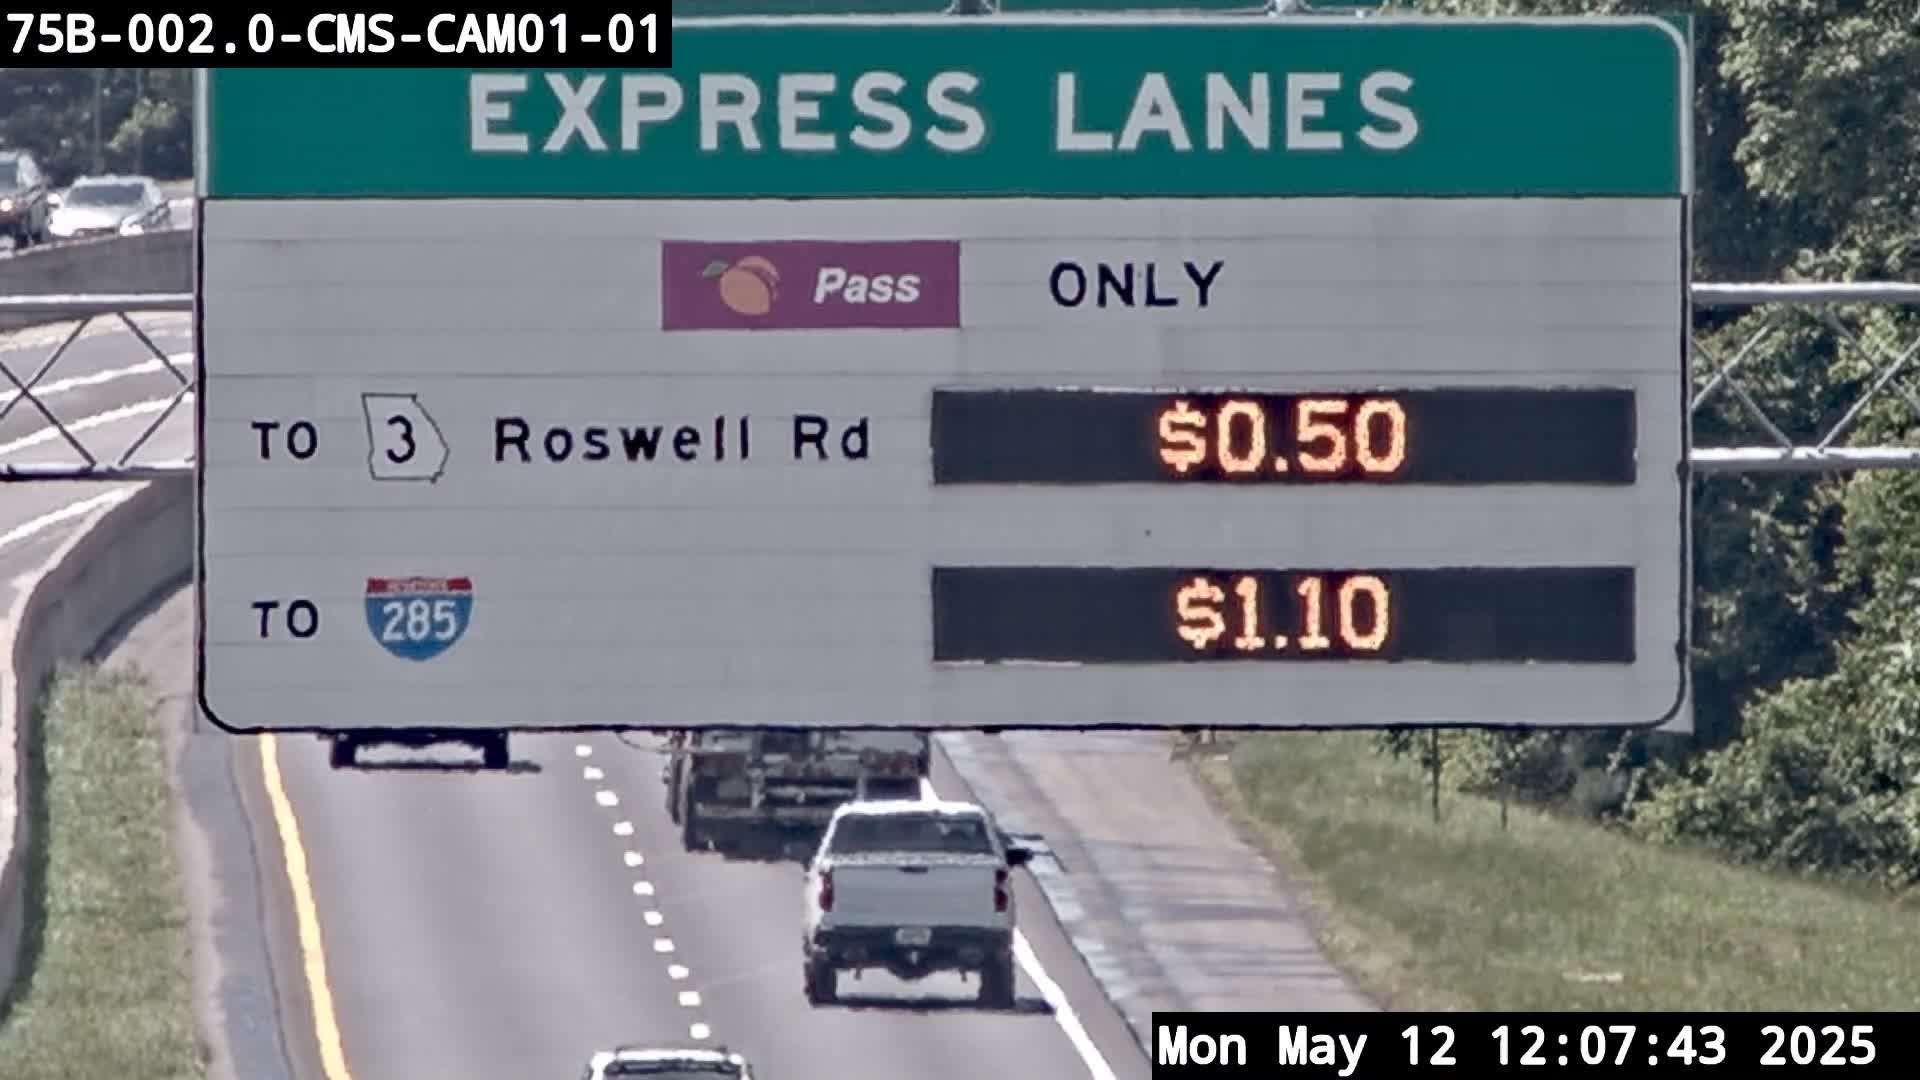 75B-002.0-CMS-CAM01-01
EXPRESS LANES
Pass ONLY
TO 3 Roswell Rd $0.50
INTERSTATE
TO 285 $1.10
Mon May 12 12:07:43 2025